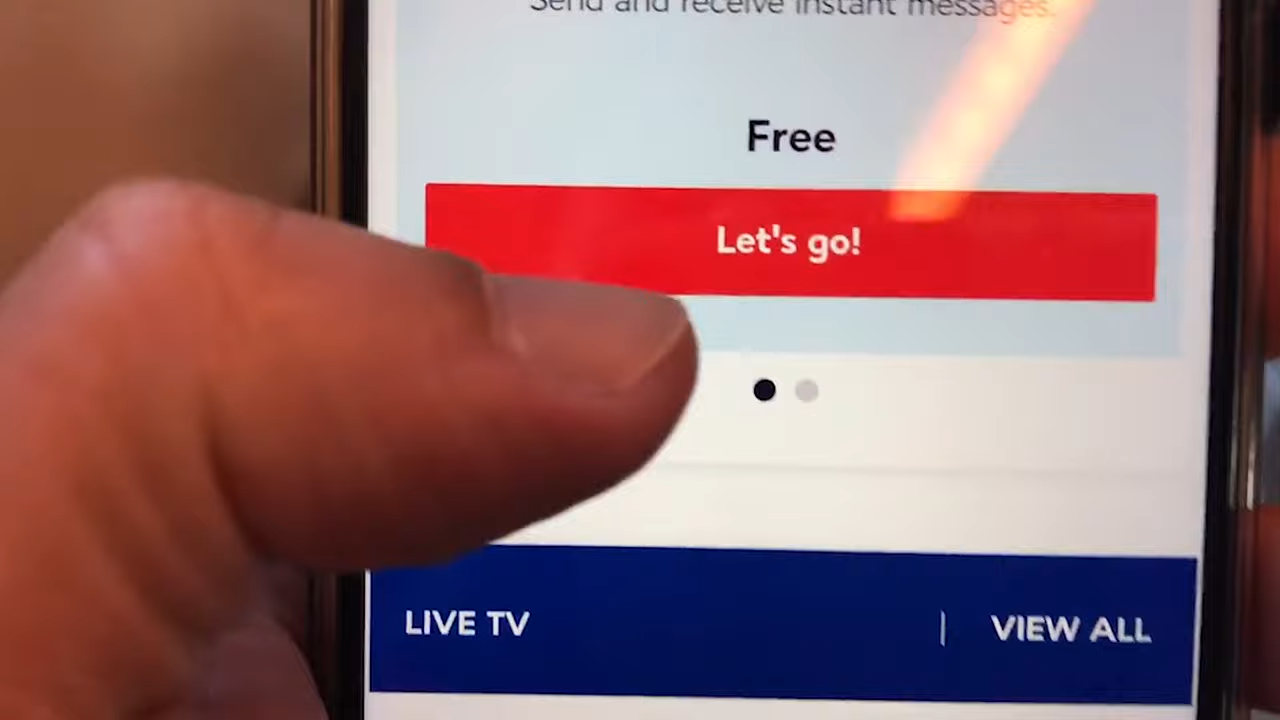 Send and receive instant messages.
Free
Let's go!
LIVE TV | VIEW ALL